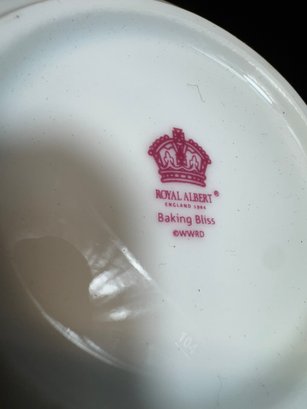 ROYAL ALBERT®
ENGLAND 1904
Baking Bliss
©WWRD